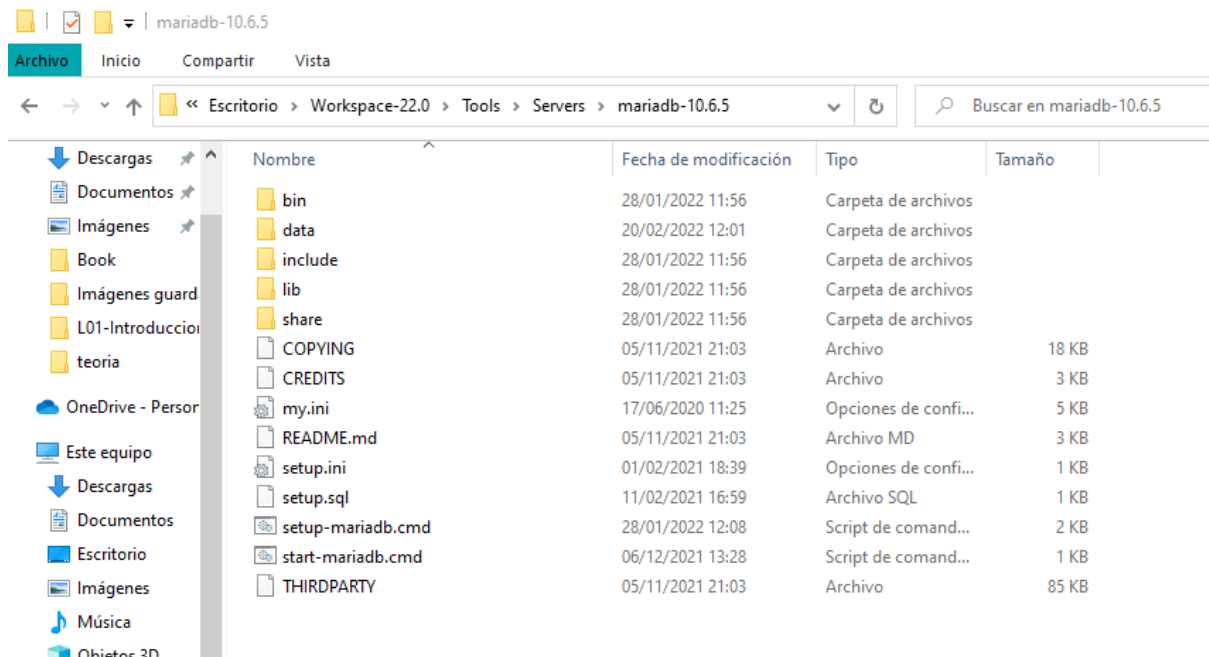 mariadb-10.6.5
Archivo Inicio Compartir Vista
« Escritorio > Workspace-22.0 > Tools > Servers > mariadb-10.6.5 Buscar en mariadb-10.6.5
Descargas
Documentos
Imágenes
Book
Imágenes guard
L01-Introduccion
teoria
OneDrive - Person
Este equipo
Descargas
Documentos
Escritorio
Imágenes
Música
Objetos 3D
Nombre Fecha de modificación Tipo Tamaño
bin 28/01/2022 11:56 Carpeta de archivos
data 20/02/2022 12:01 Carpeta de archivos
include 28/01/2022 11:56 Carpeta de archivos
lib 28/01/2022 11:56 Carpeta de archivos
share 28/01/2022 11:56 Carpeta de archivos
COPYING 05/11/2021 21:03 Archivo 18 KB
CREDITS 05/11/2021 21:03 Archivo 3 KB
my.ini 17/06/2020 11:25 Opciones de confi... 5 KB
README.md 05/11/2021 21:03 Archivo MD 3 KB
setup.ini 01/02/2021 18:39 Opciones de confi... 1 KB
setup.sql 11/02/2021 16:59 Archivo SQL 1 KB
setup-mariadb.cmd 28/01/2022 12:08 Script de comand... 2 KB
start-mariadb.cmd 06/12/2021 13:28 Script de comand... 1 KB
THIRDPARTY 05/11/2021 21:03 Archivo 85 KB